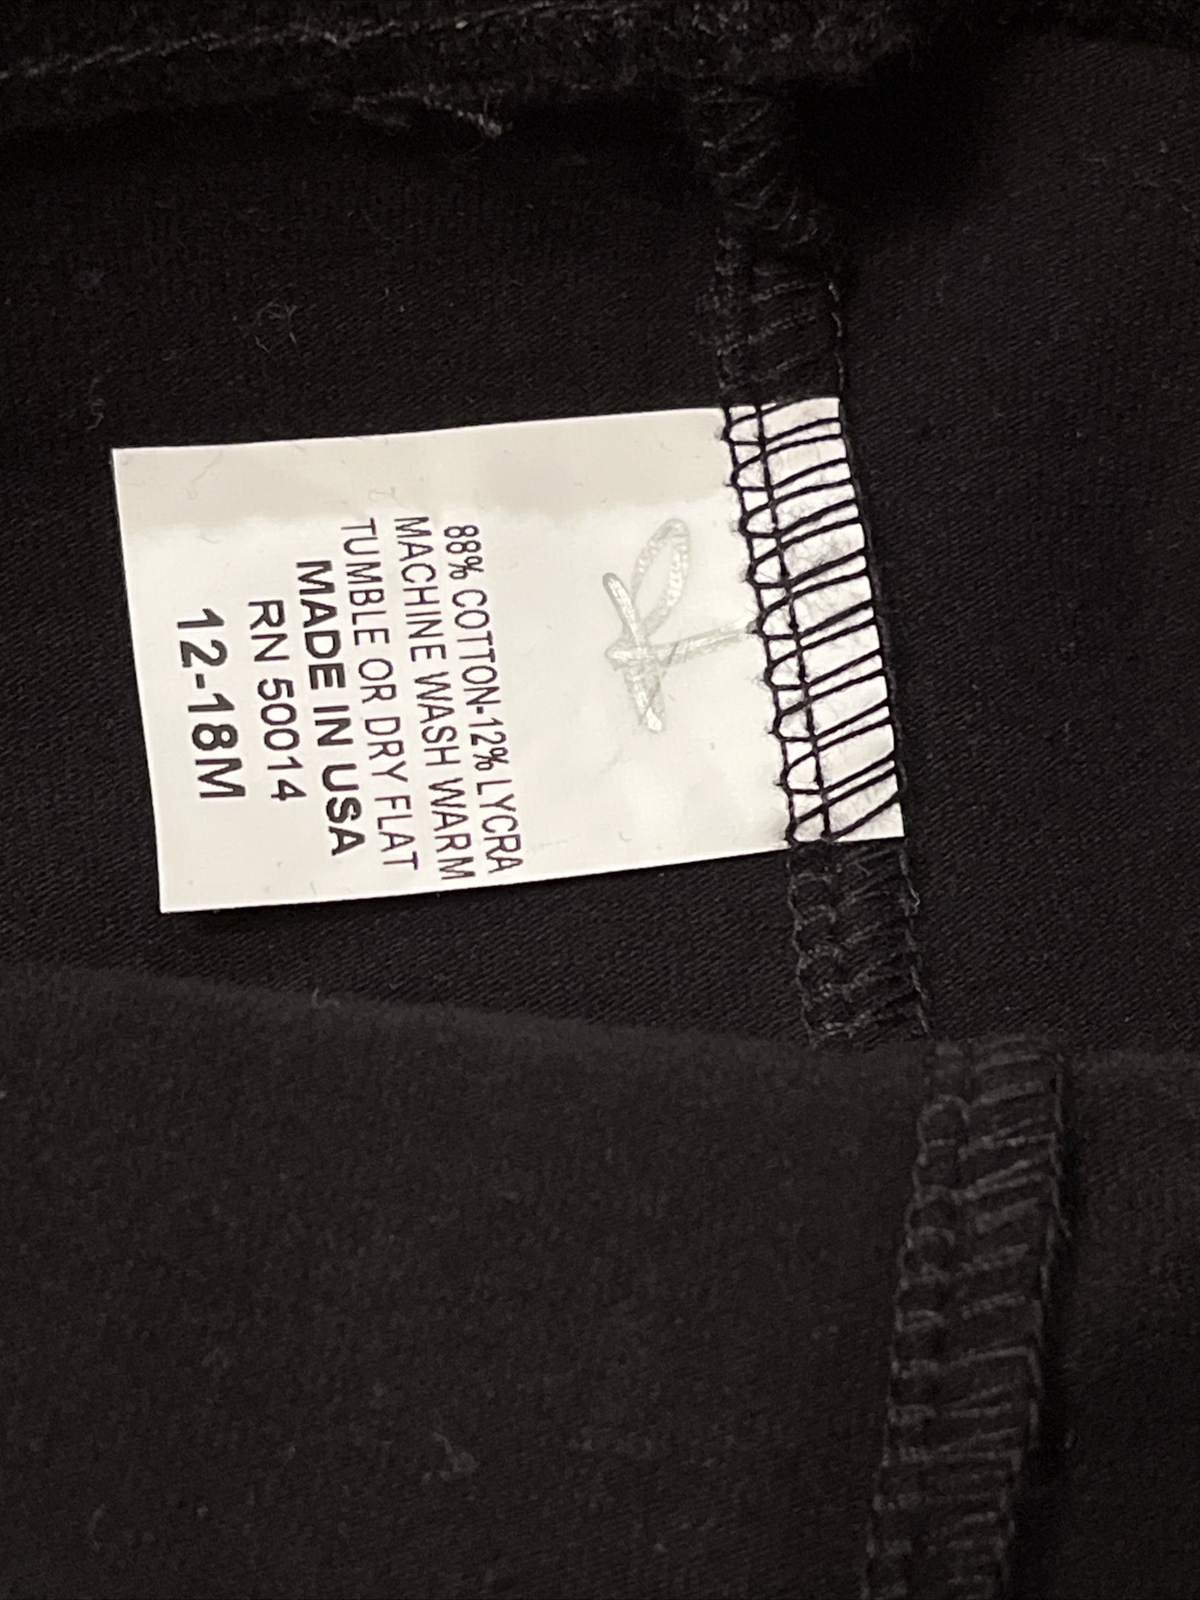 88% COTTON-12% LYCRA
MACHINE WASH WARM
TUMBLE OR DRY FLAT
MADE IN USA
RN 50014
12-18M